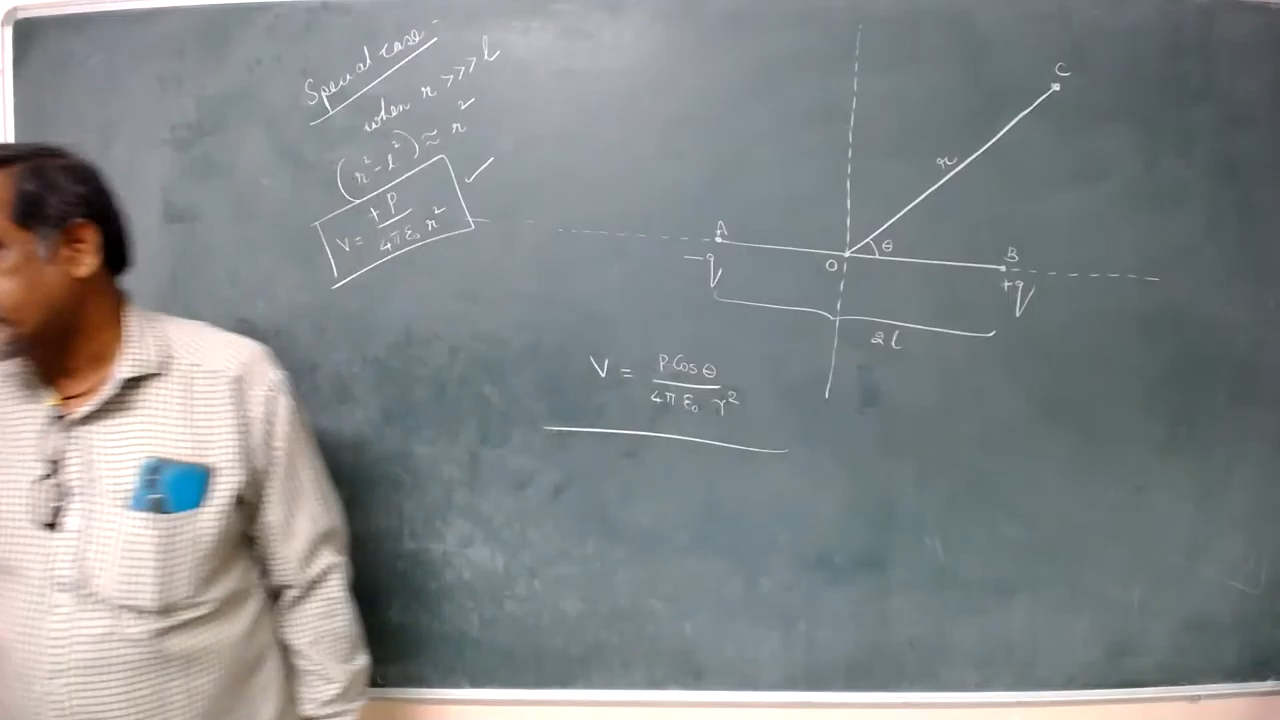 Special case
when r >>> l
(r² - l²) ≈ r²
V = +P / 4πε₀ r²
C
r
A
θ
O
B
-q
+q
2l
V = P Cos θ / 4π ε₀ r²